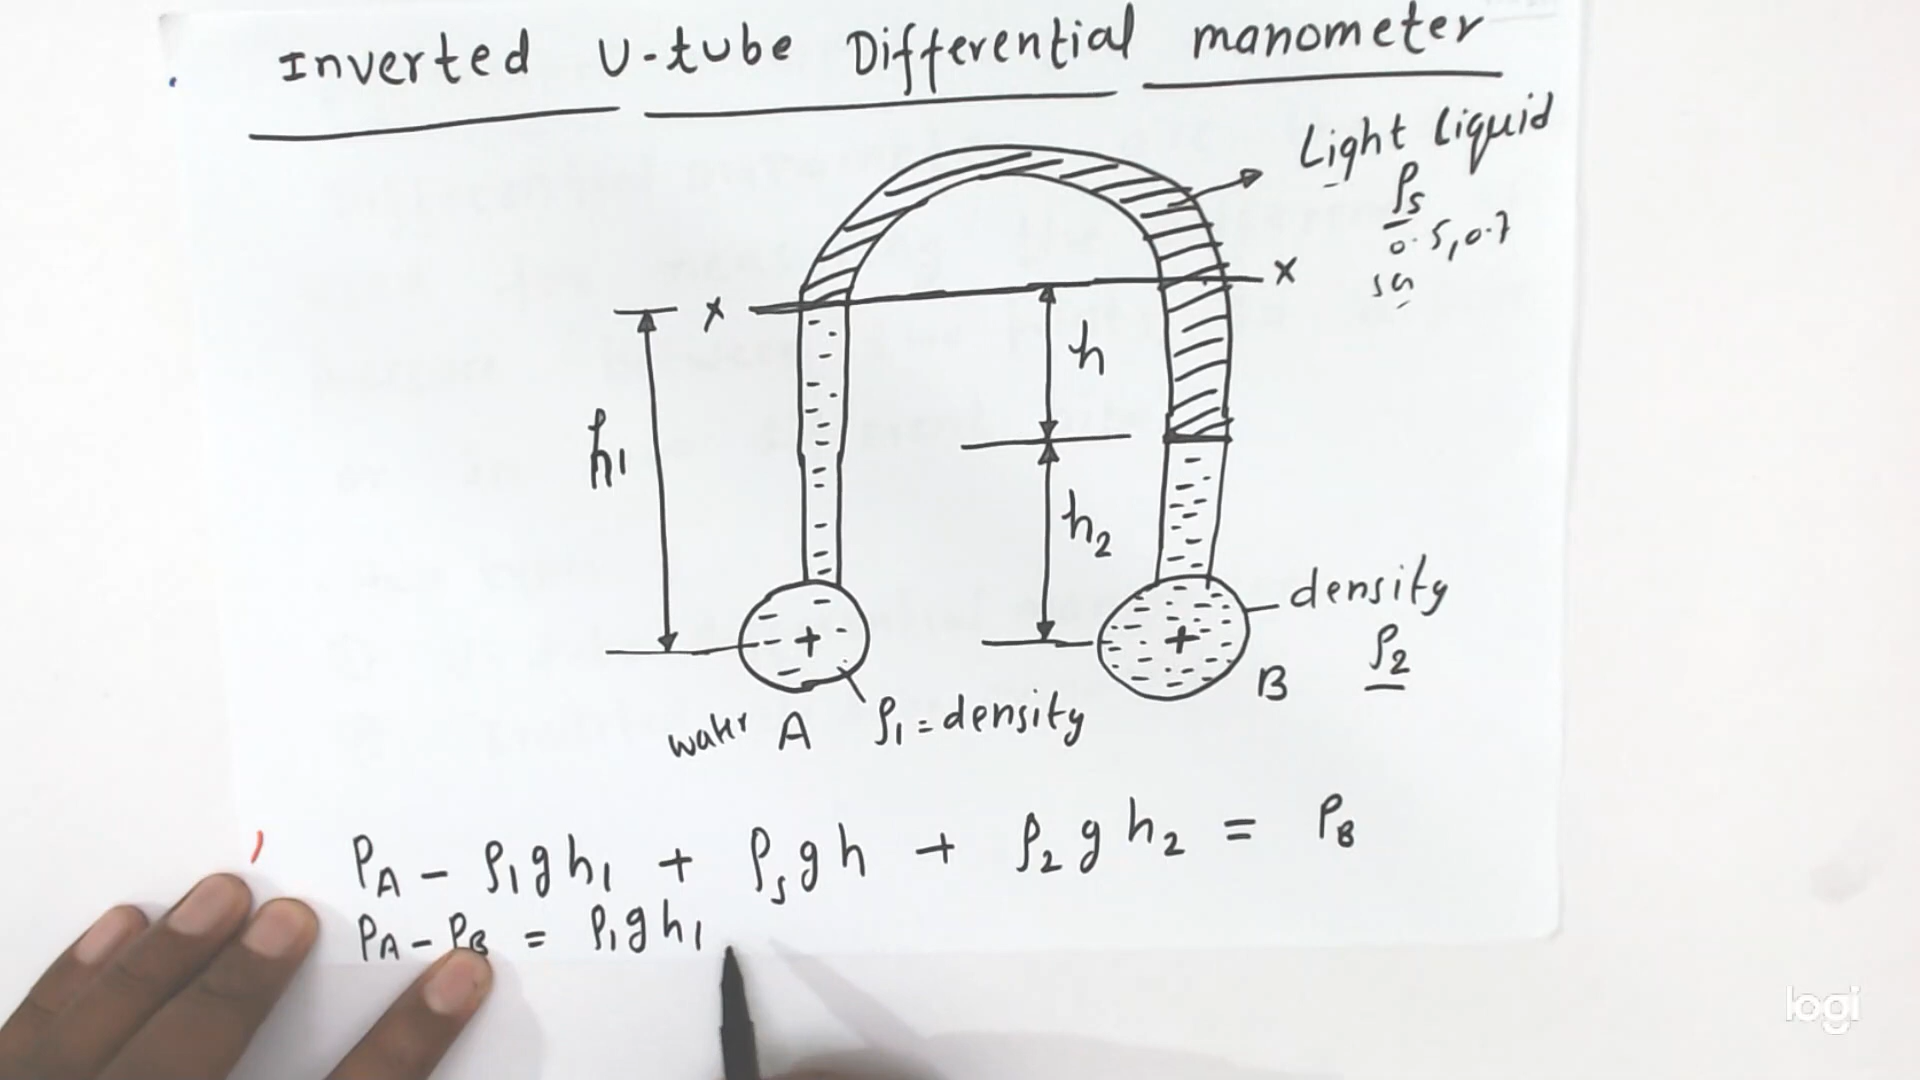 Inverted U-tube Differential manometer
Light liquid
ρs
0.5, 0.7
SG
x
x
h
h1
h2
density
ρ2
B
water A ρ1 = density
PA - ρ1gh1 + ρsgh + ρ2gh2 = PB
PA - PB = ρ1gh1
logi